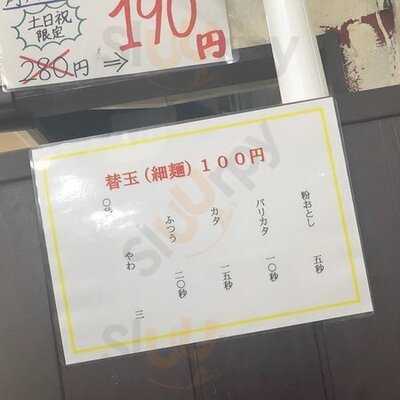 土日祝
限定
280円 ⇒
190円
替玉(細麺)100円
粉おとし 五秒
バリカタ 一〇秒
カタ 一五秒
ふつう 二〇秒
やわ 三
〇秒